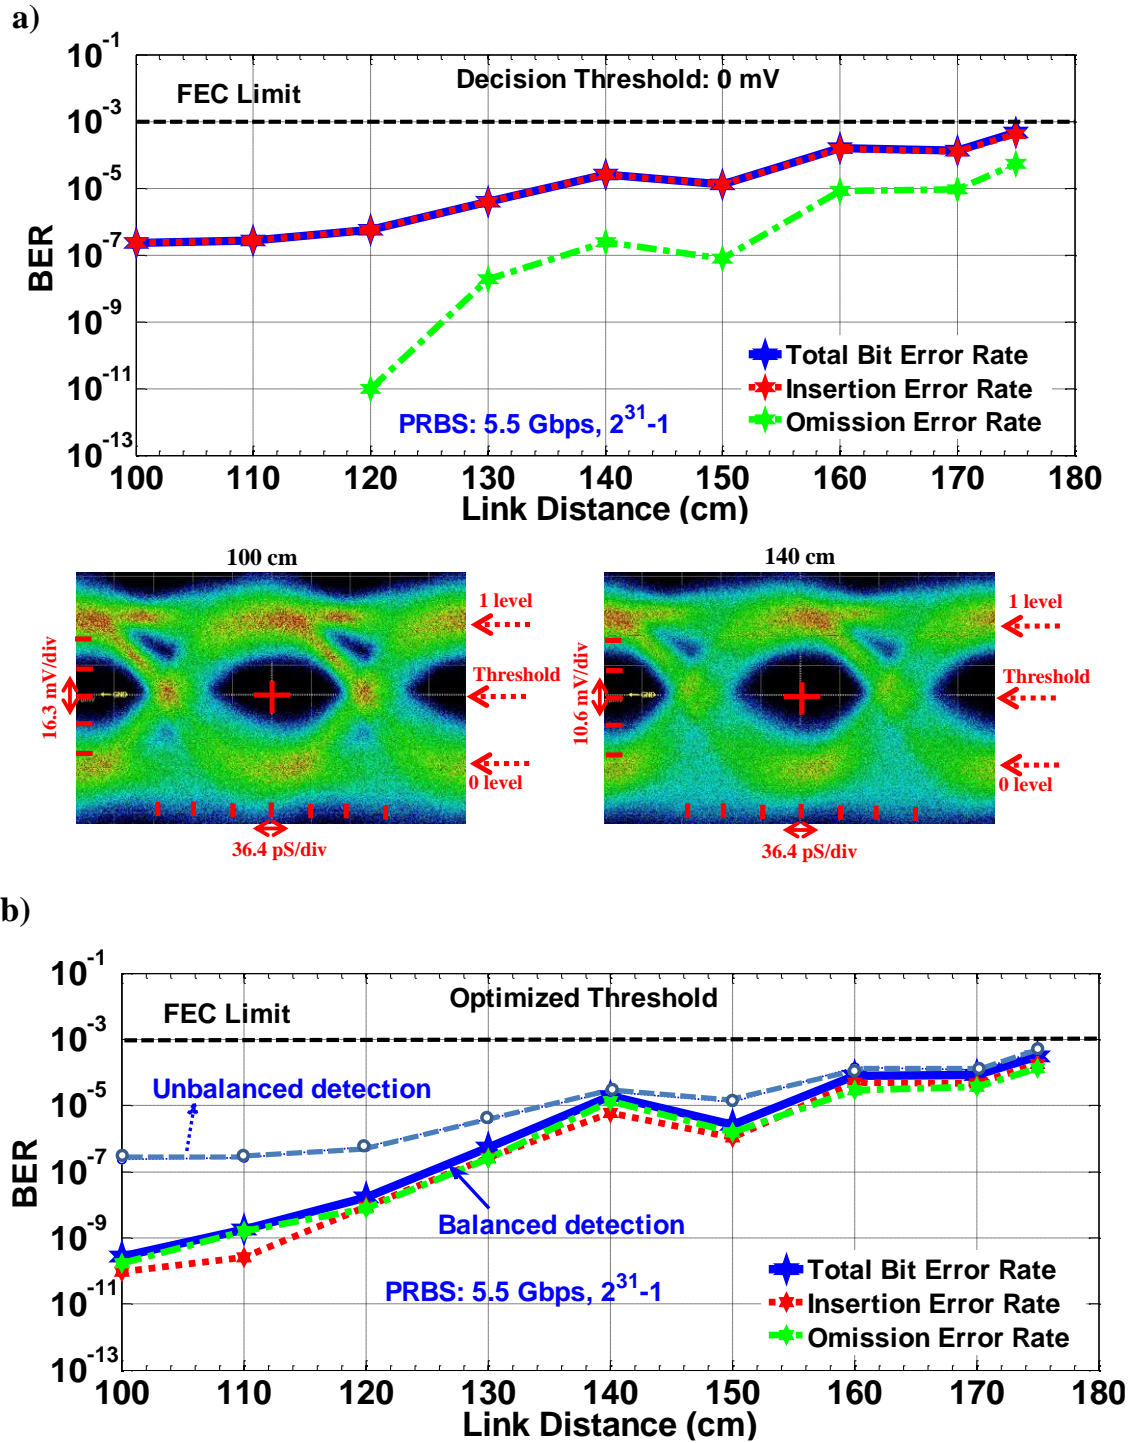 a)
10^-1
10^-3
10^-5
10^-7
10^-9
10^-11
10^-13
BER
FEC Limit
Decision Threshold: 0 mV
Total Bit Error Rate
Insertion Error Rate
Omission Error Rate
PRBS: 5.5 Gbps, 2^31-1
100 110 120 130 140 150 160 170 180
Link Distance (cm)
100 cm
16.3 mV/div
GND
1 level
Threshold
0 level
36.4 pS/div
140 cm
10.6 mV/div
GND
1 level
Threshold
0 level
36.4 pS/div
b)
10^-1
10^-3
10^-5
10^-7
10^-9
10^-11
10^-13
BER
FEC Limit
Optimized Threshold
Unbalanced detection
Balanced detection
PRBS: 5.5 Gbps, 2^31-1
Total Bit Error Rate
Insertion Error Rate
Omission Error Rate
100 110 120 130 140 150 160 170 180
Link Distance (cm)